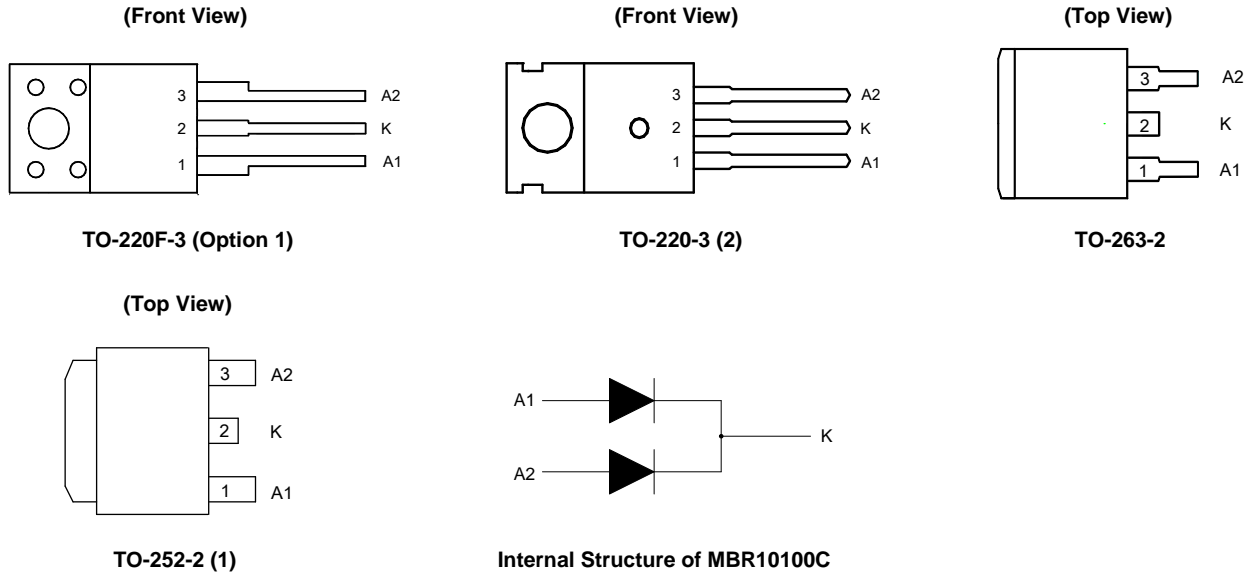 (Front View)
3 A2
2 K
1 A1
TO-220F-3 (Option 1)
(Front View)
3 A2
2 K
1 A1
TO-220-3 (2)
(Top View)
3 A2
2 K
1 A1
TO-263-2
(Top View)
3 A2
2 K
1 A1
TO-252-2 (1)
A1
K
A2
Internal Structure of MBR10100C